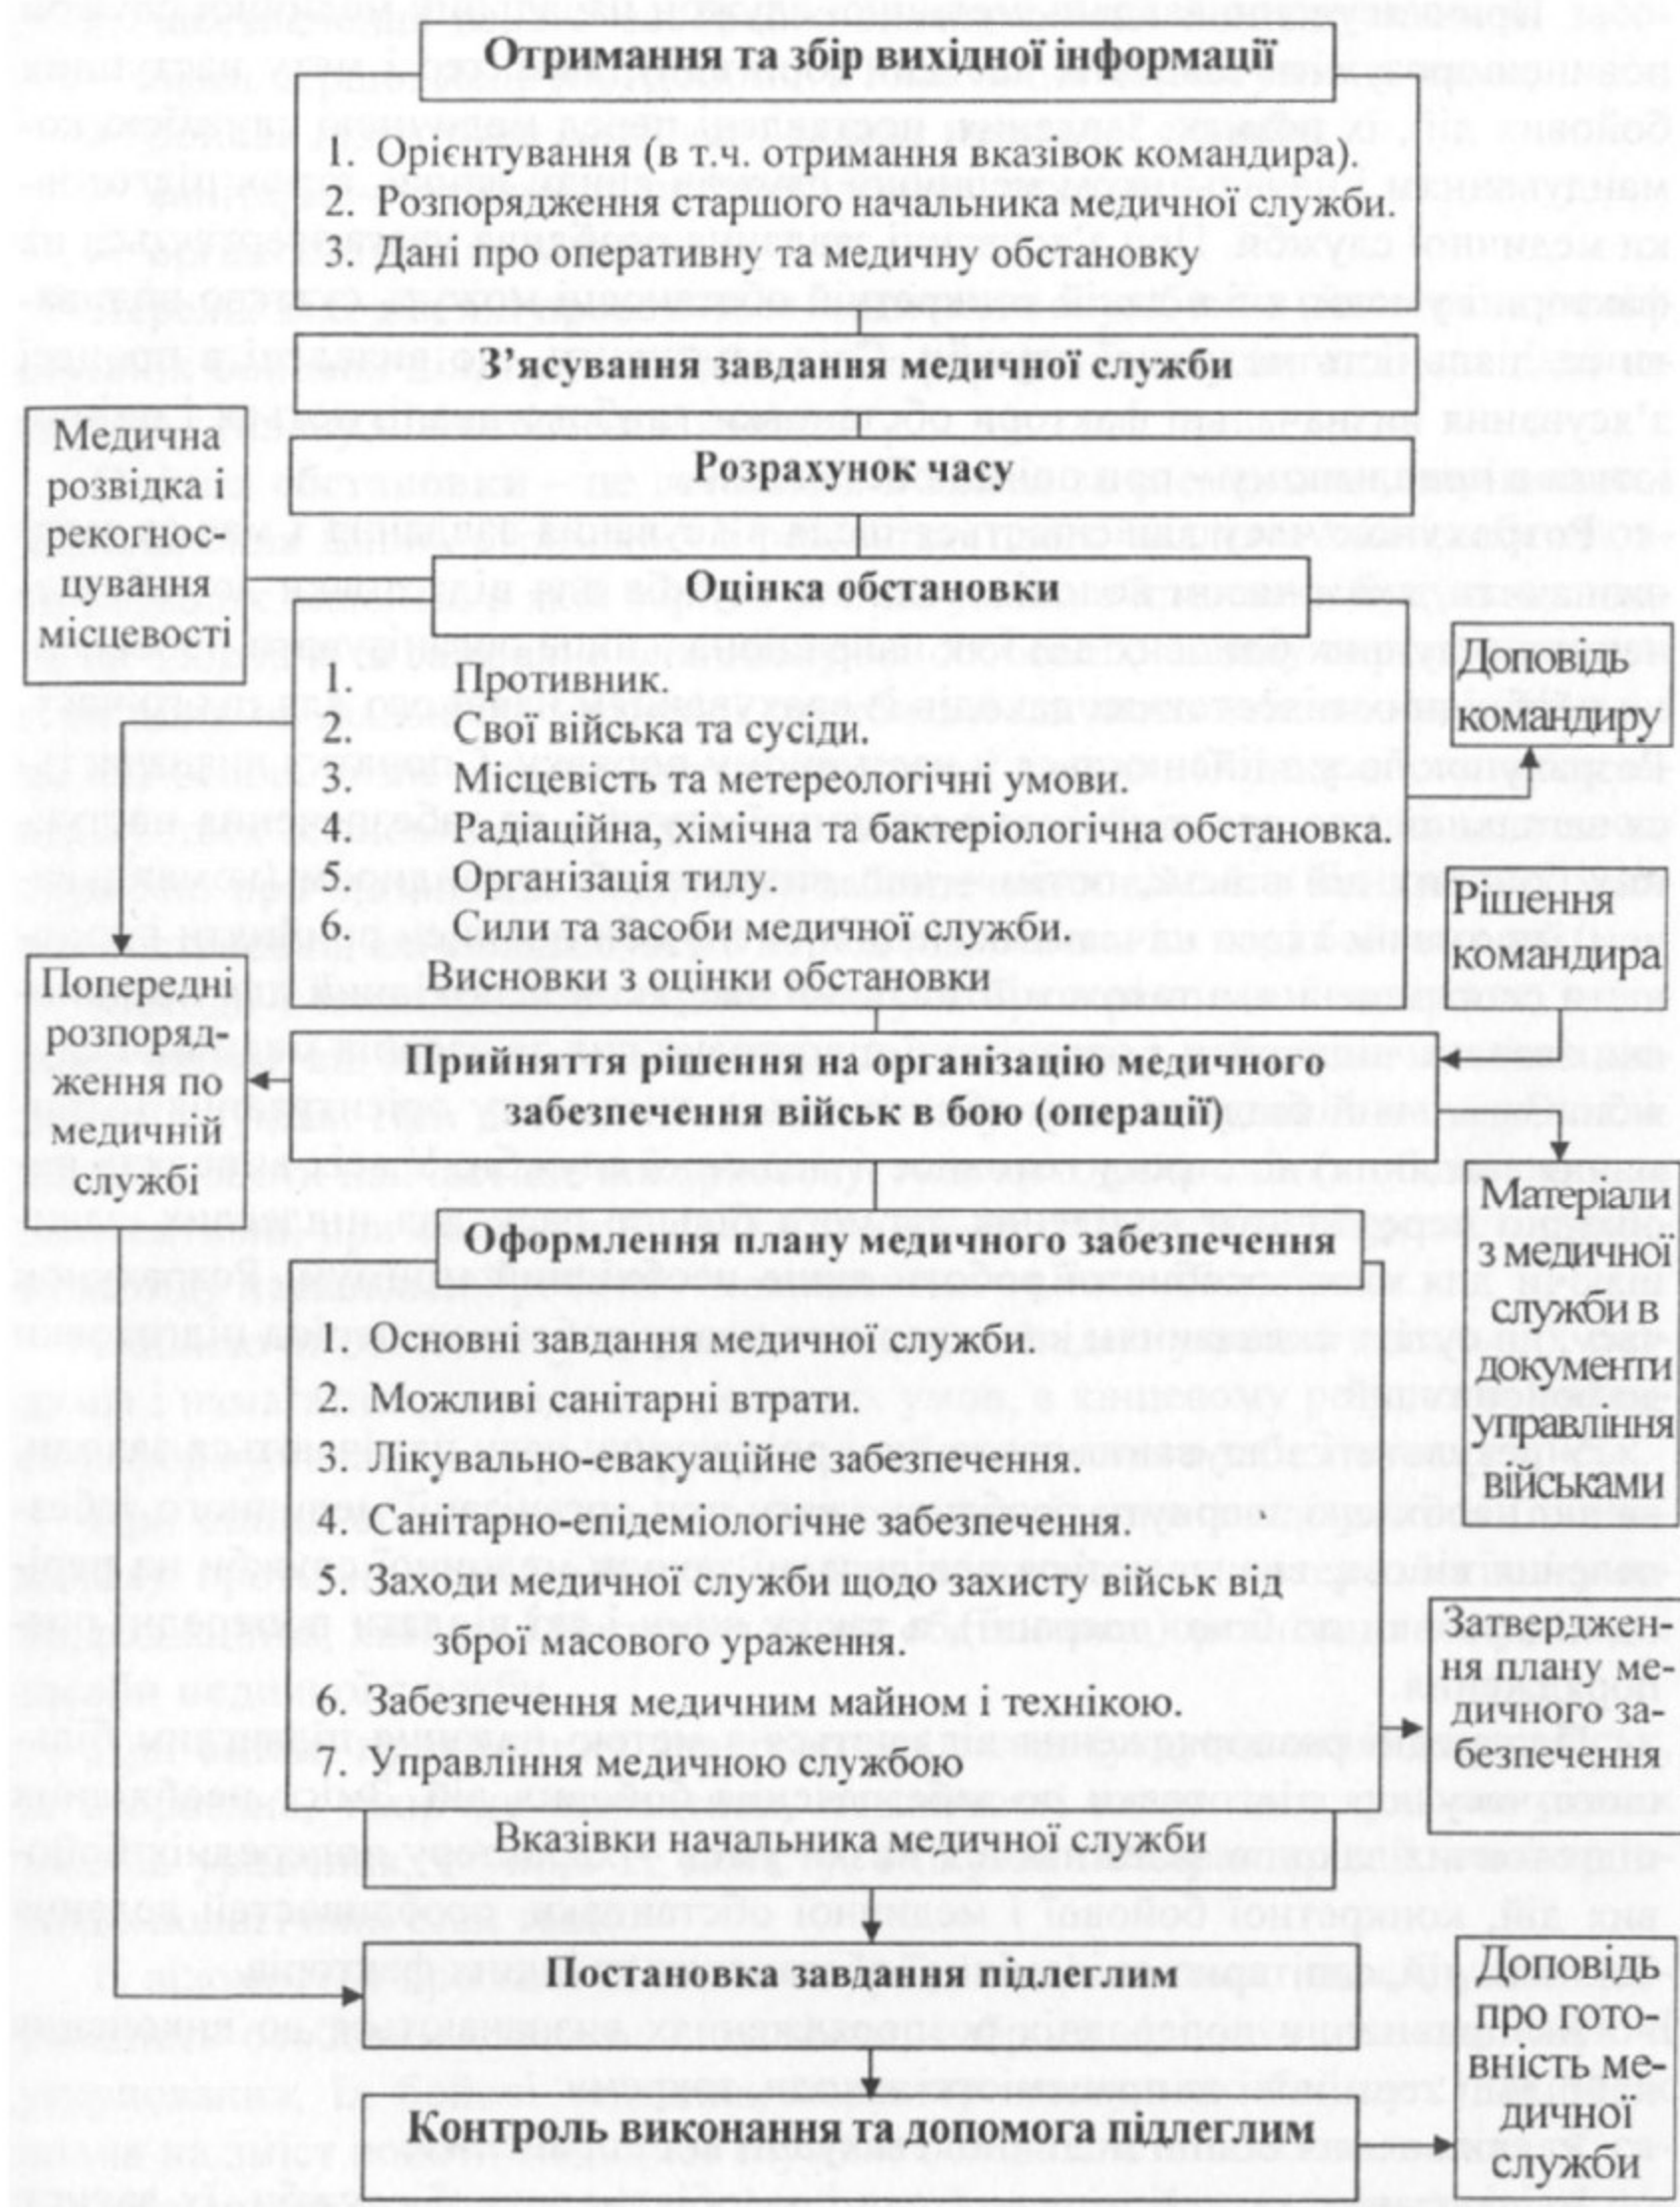 Отримання та збір вихідної інформації
1. Орієнтування (в т.ч. отримання вказівок командира).
2. Розпорядження старшого начальника медичної служби.
3. Дані про оперативну та медичну обстановку
З’ясування завдання медичної служби
Розрахунок часу
Медична
розвідка і
рекогнос-
цування
місцевості
Оцінка обстановки
1. Противник.
2. Свої війська та сусіди.
3. Місцевість та метереологічні умови.
4. Радіаційна, хімічна та бактеріологічна обстановка.
5. Організація тилу.
6. Сили та засоби медичної служби.
Висновки з оцінки обстановки
Доповідь
командиру
Рішення
командира
Попередні
розпоряд-
ження по
медичній
службі
Прийняття рішення на організацію медичного
забезпечення військ в бою (операції)
Матеріали
з медичної
служби в
документи
управління
військами
Оформлення плану медичного забезпечення
1. Основні завдання медичної служби.
2. Можливі санітарні втрати.
3. Лікувально-евакуаційне забезпечення.
4. Санітарно-епідеміологічне забезпечення.
5. Заходи медичної служби щодо захисту військ від
зброї масового ураження.
6. Забезпечення медичним майном і технікою.
7. Управління медичною службою
Затверджен-
ня плану ме-
дичного за-
безпечення
Вказівки начальника медичної служби
Постановка завдання підлеглим
Контроль виконання та допомога підлеглим
Доповідь
про гото-
вність ме-
дичної
служби